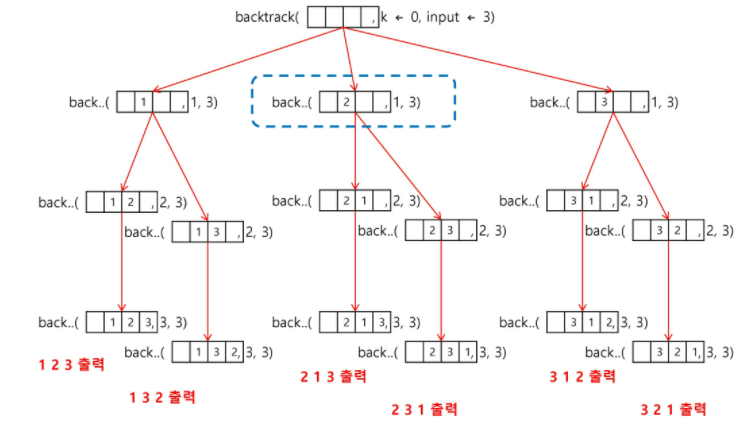 backtrack( , k ← 0, input ← 3)
back..( 1 , 1, 3)
back..( 2 , 1, 3)
back..( 3 , 1, 3)
back..( 1 2 , 2, 3)
back..( 1 3 , 2, 3)
back..( 2 1 , 2, 3)
back..( 2 3 , 2, 3)
back..( 3 1 , 2, 3)
back..( 3 2 , 2, 3)
back..( 1 2 3, 3, 3)
back..( 1 3 2, 3, 3)
back..( 2 1 3, 3, 3)
back..( 2 3 1, 3, 3)
back..( 3 1 2, 3, 3)
back..( 3 2 1, 3, 3)
1 2 3 출력
1 3 2 출력
2 1 3 출력
2 3 1 출력
3 1 2 출력
3 2 1 출력